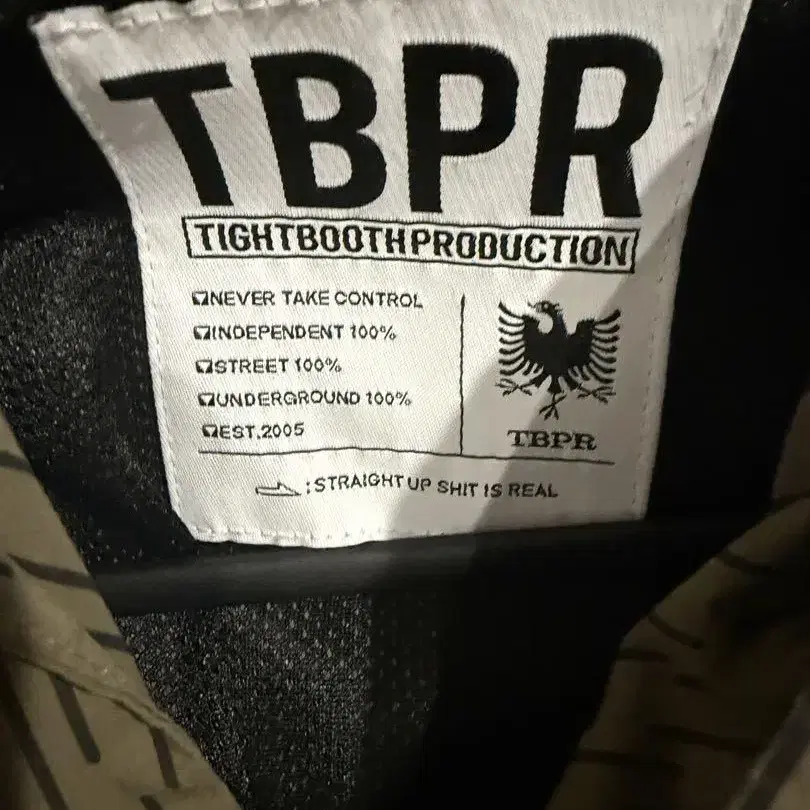 TBPR
TIGHTBOOTHPRODUCTION
NEVER TAKE CONTROL
INDEPENDENT 100%
STREET 100%
UNDERGROUND 100%
EST.2005
TBPR
:STRAIGHT UP SHIT IS REAL